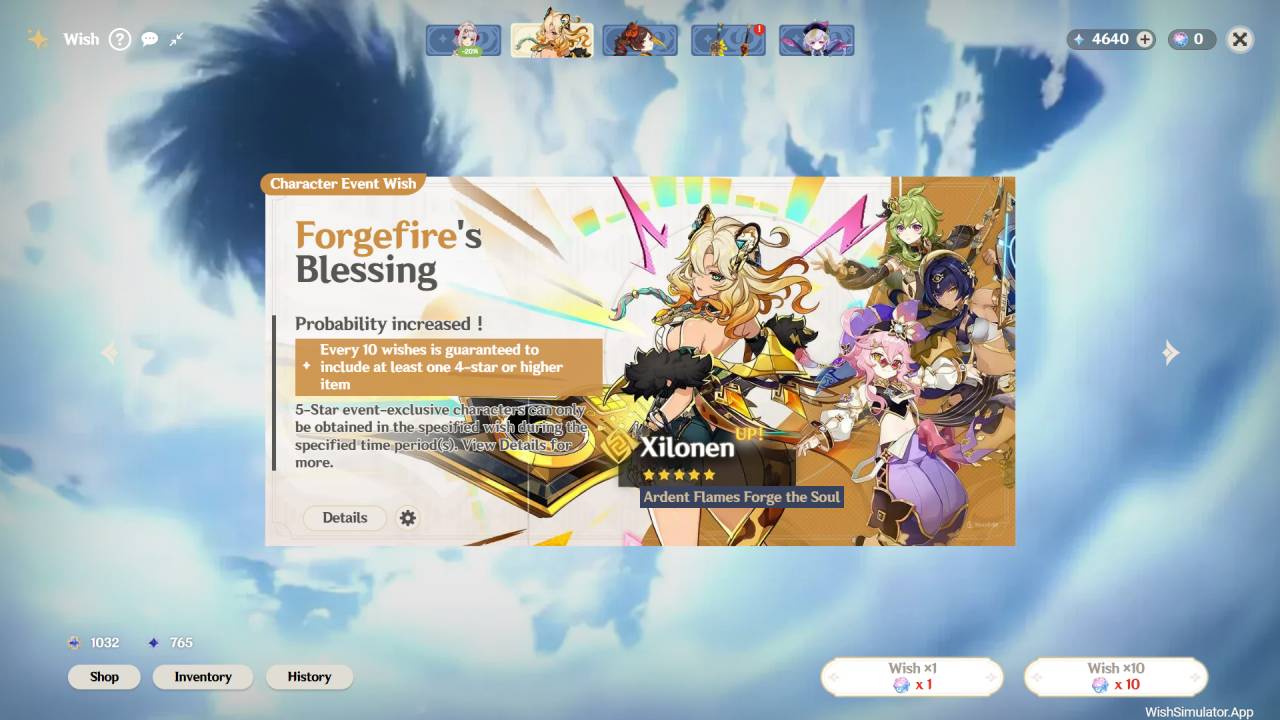 Wish
?
-20%
!
4640
0
Character Event Wish
Forgefire's
Blessing
Probability increased !
Every 10 wishes is guaranteed to
include at least one 4-star or higher
item
5-Star event-exclusive characters can only
be obtained in the specified wish during the
specified time period(s). View Details for
more.
Xilonen
UP!
Ardent Flames Forge the Soul
Details
1032
765
Shop
Inventory
History
Wish ×1
x 1
Wish ×10
x 10
WishSimulator.App